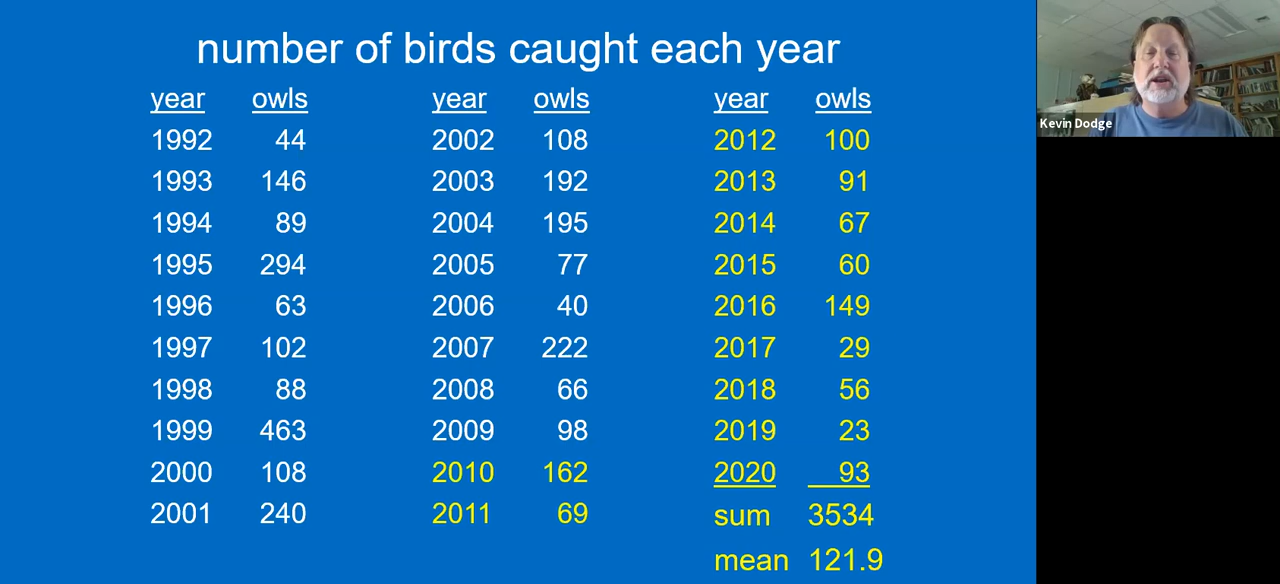 number of birds caught each year
year owls year owls year owls
1992 44 2002 108 2012 100
1993 146 2003 192 2013 91
1994 89 2004 195 2014 67
1995 294 2005 77 2015 60
1996 63 2006 40 2016 149
1997 102 2007 222 2017 29
1998 88 2008 66 2018 56
1999 463 2009 98 2019 23
2000 108 2010 162 2020 93
2001 240 2011 69 sum 3534
mean 121.9
Kevin Dodge